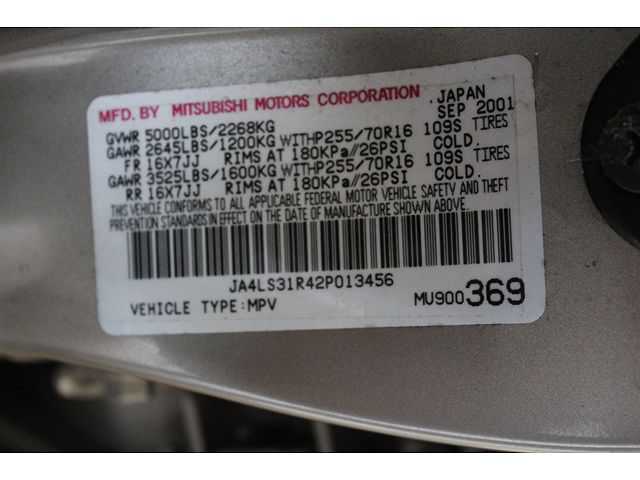 MFD. BY MITSUBISHI MOTORS CORPORATION .JAPAN
SEP 2001
GVWR 5000LBS/2268KG
GAWR 2645LBS/1200KG WITHP255/70R16 109S TIRES
FR 16X7JJ RIMS AT 180KPa//26PSI COLD.
GAWR 3525LBS/1600KG WITHP255/70R16 109S TIRES
RR 16X7JJ RIMS AT 180KPa//26PSI COLD.
THIS VEHICLE CONFORMS TO ALL APPLICABLE FEDERAL MOTOR VEHICLE SAFETY AND THEFT
PREVENTION STANDARDS IN EFFECT ON THE DATE OF MANUFACTURE SHOWN ABOVE.
JA4LS31R42P013456
VEHICLE TYPE:MPV MU900369